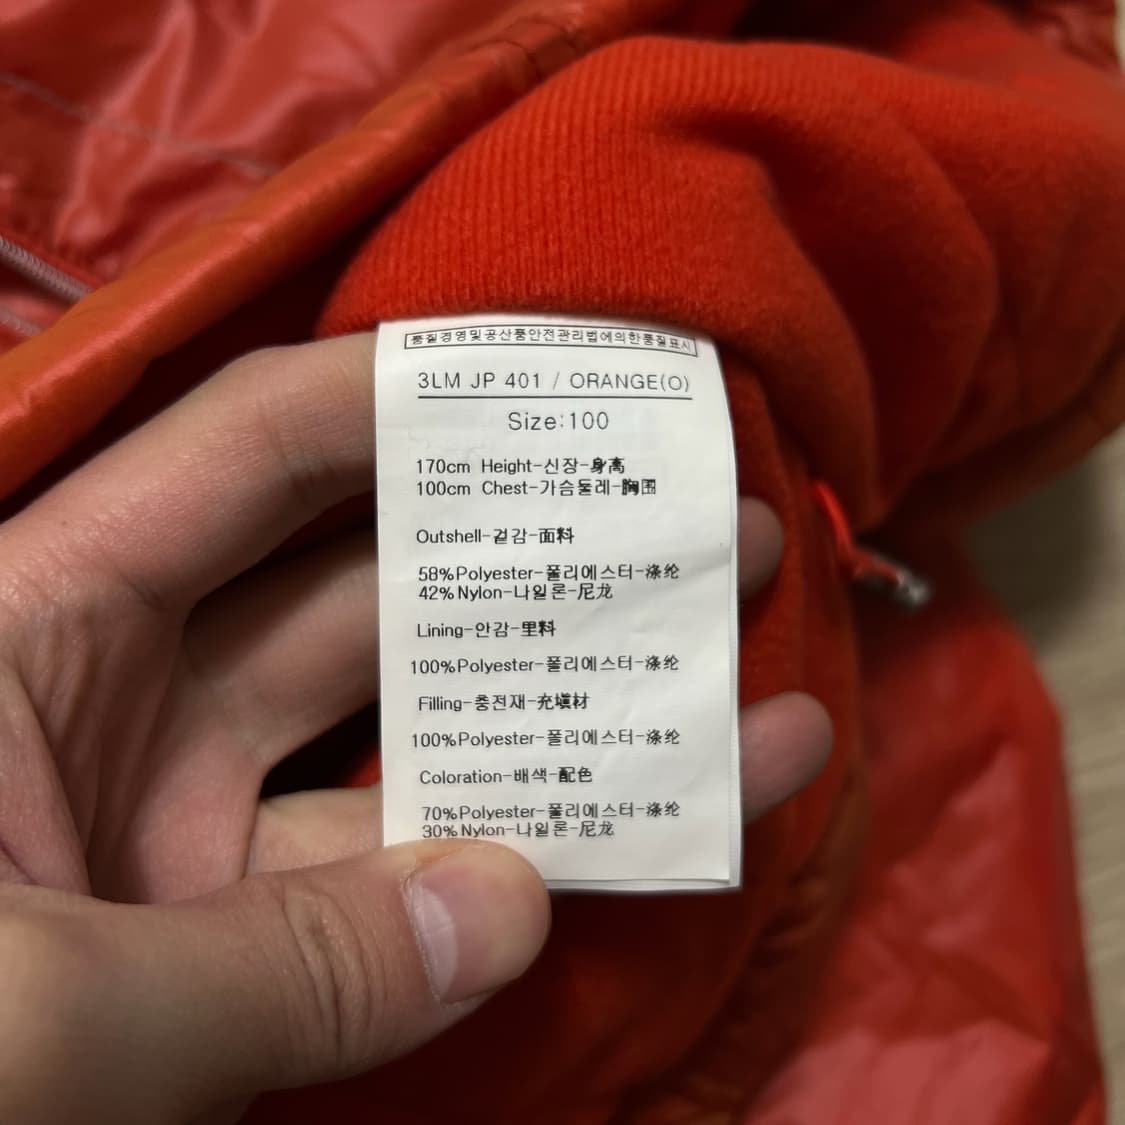 품질경영및공산품안전관리법에의한품질표시
3LM JP 401 / ORANGE(O)
Size:100
170cm Height-신장-身高
100cm Chest-가슴둘레-胸围
Outshell-겉감-面料
58%Polyester-폴리에스터-涤纶
42%Nylon-나일론-尼龙
Lining-안감-里料
100%Polyester-폴리에스터-涤纶
Filling-충전재-充塡材
100%Polyester-폴리에스터-涤纶
Coloration-배색-配色
70%Polyester-폴리에스터-涤纶
30%Nylon-나일론-尼龙